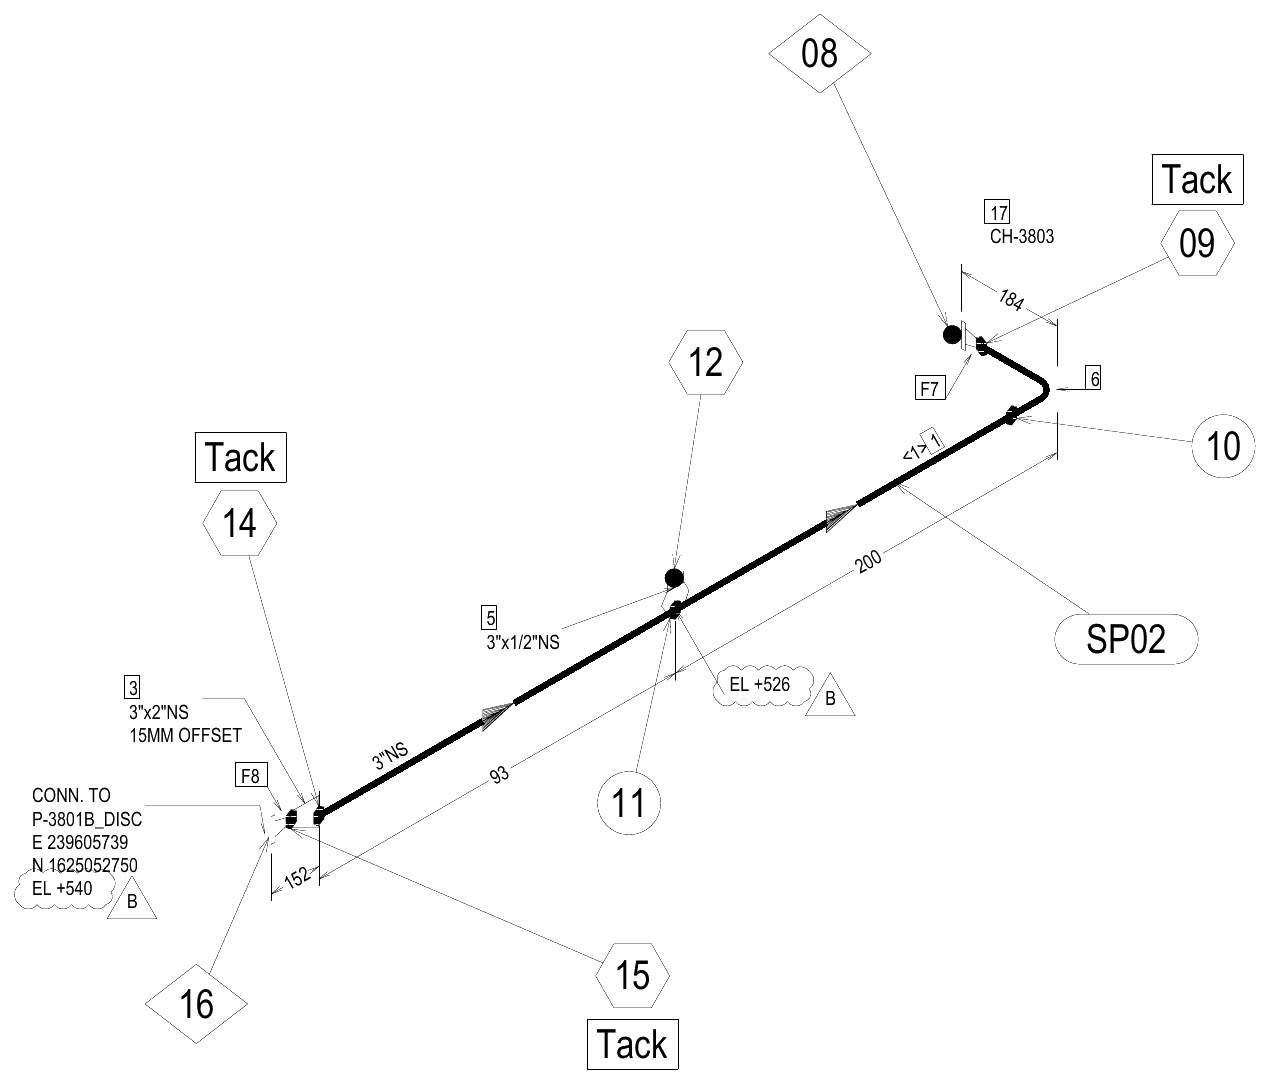 08
Tack
17
CH-3803
09
184
12
F7
6
<1> 1
10
Tack
14
200
5
3"x1/2"NS
SP02
EL +526
B
3
3"x2"NS
15MM OFFSET
3"NS
93
F8
11
CONN. TO
P-3801B_DISC
E 239605739
N 1625052750
EL +540
B
152
15
16
Tack